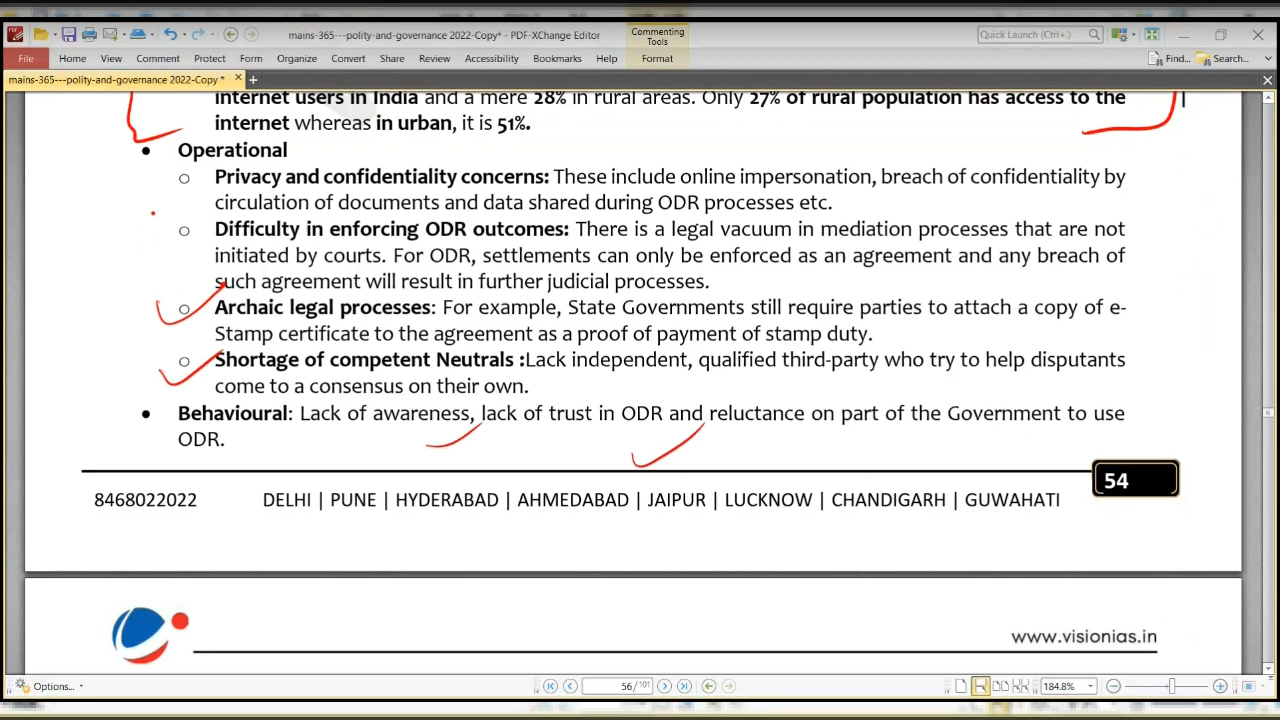 mains-365---polity-and-governance 2022-Copy* - PDF-XChange Editor
Commenting Tools
Quick Launch (Ctrl+.)
File Home View Comment Protect Form Organize Convert Share Review Accessibility Bookmarks Help Format
Find... Search...
mains-365---polity-and-governance 2022-Copy *
internet users in India and a mere 28% in rural areas. Only 27% of rural population has access to the
internet whereas in urban, it is 51%.
• Operational
o Privacy and confidentiality concerns: These include online impersonation, breach of confidentiality by
circulation of documents and data shared during ODR processes etc.
o Difficulty in enforcing ODR outcomes: There is a legal vacuum in mediation processes that are not
initiated by courts. For ODR, settlements can only be enforced as an agreement and any breach of
such agreement will result in further judicial processes.
o Archaic legal processes: For example, State Governments still require parties to attach a copy of e-
Stamp certificate to the agreement as a proof of payment of stamp duty.
o Shortage of competent Neutrals :Lack independent, qualified third-party who try to help disputants
come to a consensus on their own.
• Behavioural: Lack of awareness, lack of trust in ODR and reluctance on part of the Government to use
ODR.
54
8468022022 DELHI | PUNE | HYDERABAD | AHMEDABAD | JAIPUR | LUCKNOW | CHANDIGARH | GUWAHATI
www.visionias.in
Options... 56 / 101 184.8%